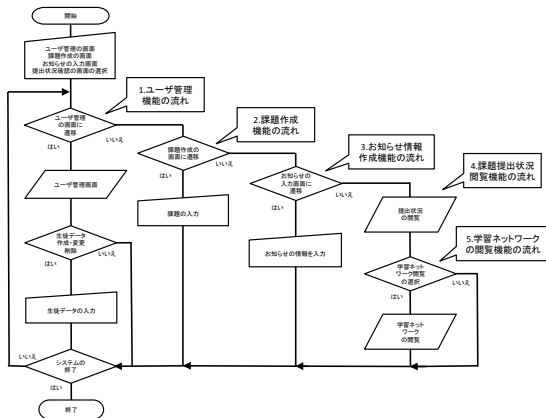 開始
ユーザ管理の画面
課題作成の画面
お知らせの入力画面
提出状況確認の画面の選択
1.ユーザ管理
機能の流れ
ユーザ管理
の画面に
遷移
はい
いいえ
2.課題作成
機能の流れ
課題作成の
画面に遷移
はい
いいえ
3.お知らせ情報
作成機能の流れ
お知らせの
入力画面に
遷移
はい
いいえ
4.課題提出状況
閲覧機能の流れ
ユーザ管理画面
課題の入力
提出状況
の閲覧
生徒データ
作成・変更
削除
はい
いいえ
お知らせの情報を入力
5.学習ネットワーク
の閲覧機能の流れ
学習ネット
ワーク閲覧
の選択
はい
いいえ
生徒データの入力
学習ネット
ワーク
の閲覧
システムの
終了
いいえ
はい
終了